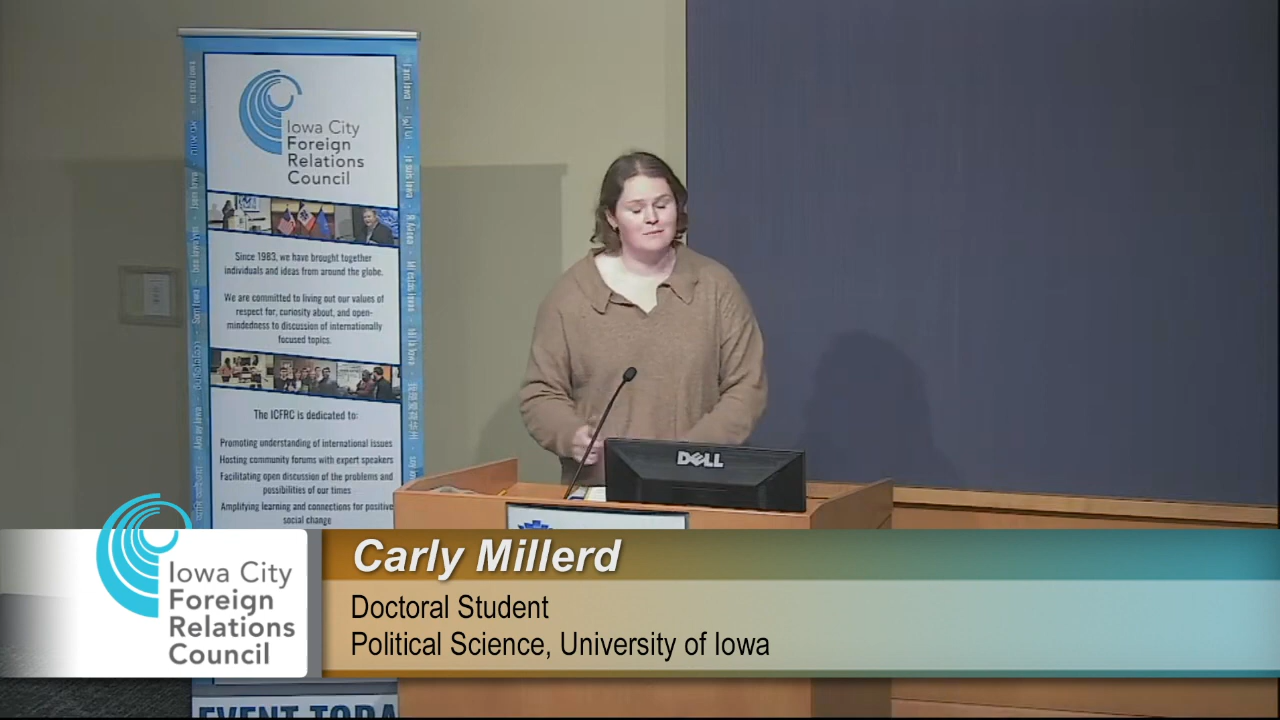 Iowa City
Foreign
Relations
Council
Since 1983, we have brought together
individuals and ideas from around the globe.
We are committed to living out our values of
respect for, curiosity about, and open-
mindedness to discussion of internationally
focused topics.
The ICFRC is dedicated to:
Promoting understanding of international issues
Hosting community forums with expert speakers
Facilitating open discussion of the problems and
possibilities of our times
Amplifying learning and connections for positive
social change
DELL
Iowa City
Foreign
Relations
Council
Carly Millerd
Doctoral Student
Political Science, University of Iowa
EVENT TODA